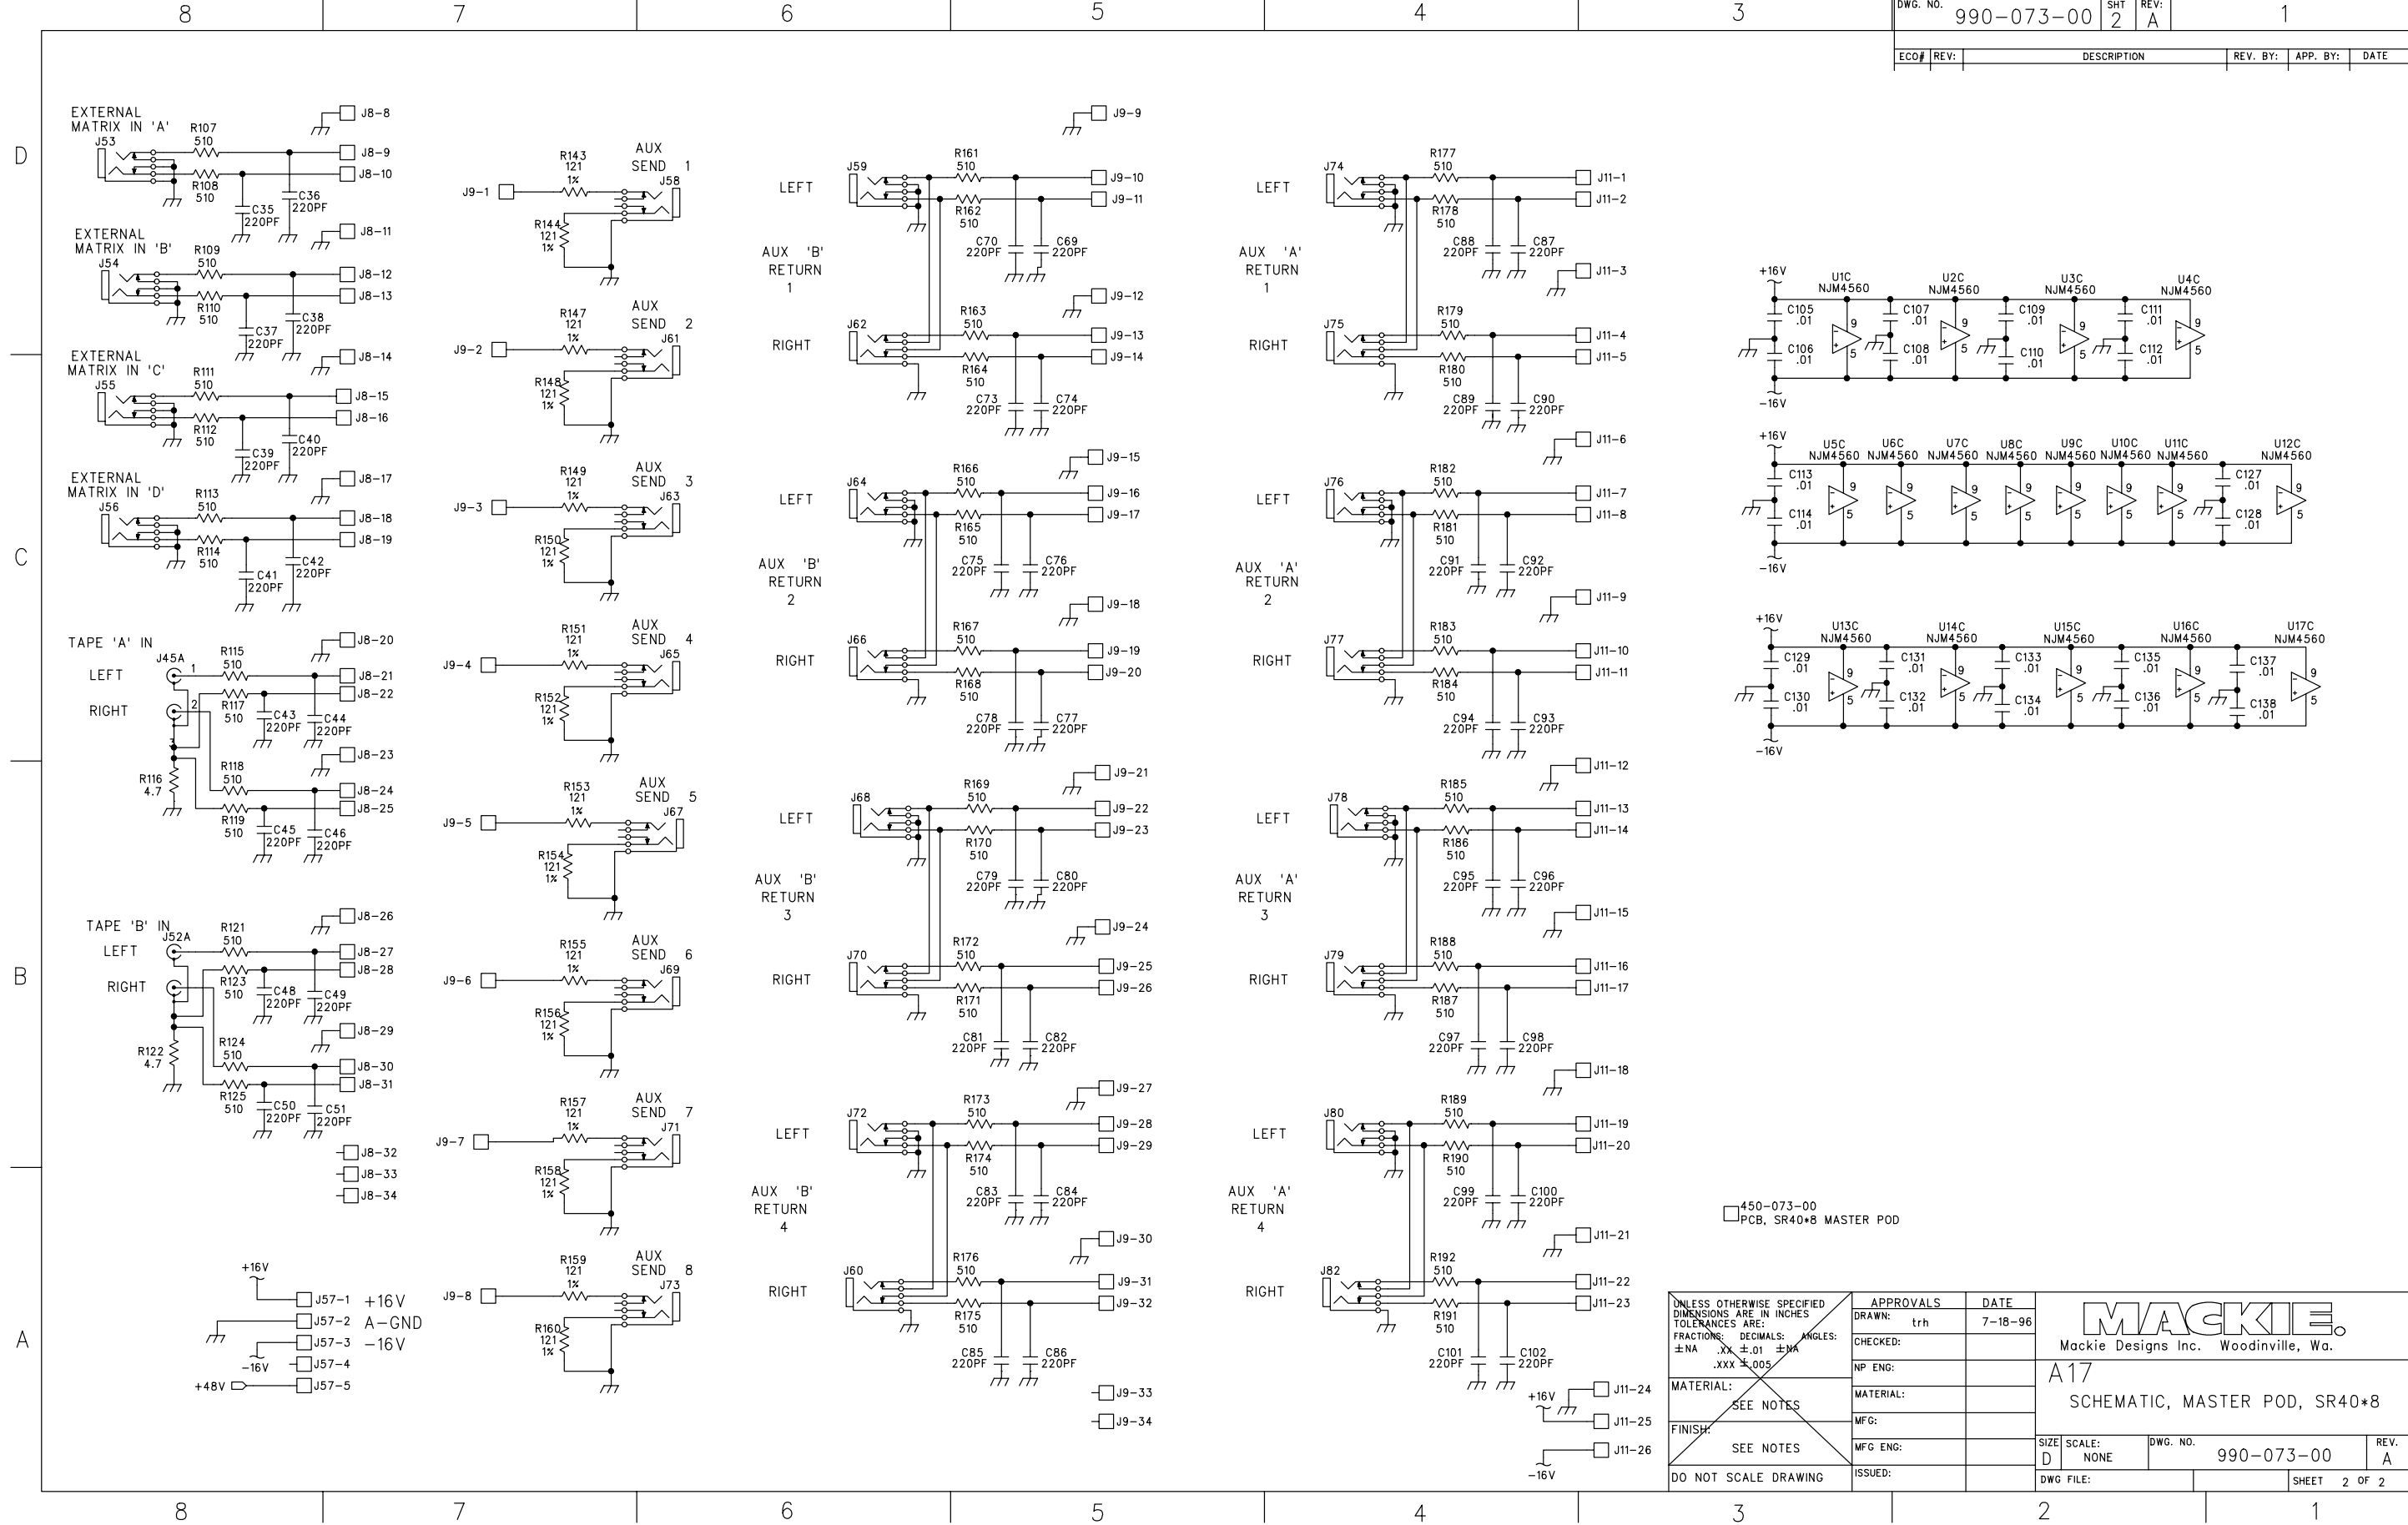 8 7 6 5 4 3 1
DWG. NO. 990-073-00 SHT 2 REV: A
ECO# REV: DESCRIPTION REV. BY: APP. BY: DATE
D
C
B
A
EXTERNAL
MATRIX IN 'A'
J53
R107
510
R108
510
C35
220PF
C36
220PF
J8-8
J8-9
J8-10
EXTERNAL
MATRIX IN 'B'
J54
R109
510
R110
510
C37
220PF
C38
220PF
J8-11
J8-12
J8-13
EXTERNAL
MATRIX IN 'C'
J55
R111
510
R112
510
C39
220PF
C40
220PF
J8-14
J8-15
J8-16
EXTERNAL
MATRIX IN 'D'
J56
R113
510
R114
510
C41
220PF
C42
220PF
J8-17
J8-18
J8-19
TAPE 'A' IN
J45A
LEFT
RIGHT
1
2
R115
510
R117
510
C43
220PF
C44
220PF
R116
4.7
R118
510
R119
510
C45
220PF
C46
220PF
J8-20
J8-21
J8-22
J8-23
J8-24
J8-25
TAPE 'B' IN
J52A
LEFT
RIGHT
R121
510
R123
510
C48
220PF
C49
220PF
R122
4.7
R124
510
R125
510
C50
220PF
C51
220PF
J8-26
J8-27
J8-28
J8-29
J8-30
J8-31
J8-32
J8-33
J8-34
+16V
J57-1 +16V
J57-2 A-GND
J57-3 -16V
-16V
J57-4
+48V
J57-5
AUX
SEND 1
J9-1
R143
121
1%
J58
R144
121
1%
AUX
SEND 2
J9-2
R147
121
1%
J61
R148
121
1%
AUX
SEND 3
J9-3
R149
121
1%
J63
R150
121
1%
AUX
SEND 4
J9-4
R151
121
1%
J65
R152
121
1%
AUX
SEND 5
J9-5
R153
121
1%
J67
R154
121
1%
AUX
SEND 6
J9-6
R155
121
1%
J69
R156
121
1%
AUX
SEND 7
J9-7
R157
121
1%
J71
R158
121
1%
AUX
SEND 8
J9-8
R159
121
1%
J73
R160
121
1%
LEFT
AUX 'B'
RETURN
1
RIGHT
J59
R161
510
R162
510
C70
220PF
C69
220PF
J62
R163
510
R164
510
C73
220PF
C74
220PF
J9-9
J9-10
J9-11
J9-12
J9-13
J9-14
LEFT
AUX 'B'
RETURN
2
RIGHT
J64
R166
510
R165
510
C75
220PF
C76
220PF
J66
R167
510
R168
510
C78
220PF
C77
220PF
J9-15
J9-16
J9-17
J9-18
J9-19
J9-20
LEFT
AUX 'B'
RETURN
3
RIGHT
J68
R169
510
R170
510
C79
220PF
C80
220PF
J70
R172
510
R171
510
C81
220PF
C82
220PF
J9-21
J9-22
J9-23
J9-24
J9-25
J9-26
LEFT
AUX 'B'
RETURN
4
RIGHT
J72
R173
510
R174
510
C83
220PF
C84
220PF
J60
R176
510
R175
510
C85
220PF
C86
220PF
J9-27
J9-28
J9-29
J9-30
J9-31
J9-32
J9-33
J9-34
LEFT
AUX 'A'
RETURN
1
RIGHT
J74
R177
510
R178
510
C88
220PF
C87
220PF
J75
R179
510
R180
510
C89
220PF
C90
220PF
J11-1
J11-2
J11-3
J11-4
J11-5
LEFT
AUX 'A'
RETURN
2
RIGHT
J76
R182
510
R181
510
C91
220PF
C92
220PF
J77
R183
510
R184
510
C94
220PF
C93
220PF
J11-6
J11-7
J11-8
J11-9
J11-10
J11-11
LEFT
AUX 'A'
RETURN
3
RIGHT
J78
R185
510
R186
510
C95
220PF
C96
220PF
J79
R188
510
R187
510
C97
220PF
C98
220PF
J11-12
J11-13
J11-14
J11-15
J11-16
J11-17
LEFT
AUX 'A'
RETURN
4
RIGHT
J80
R189
510
R190
510
C99
220PF
C100
220PF
J82
R192
510
R191
510
C101
220PF
C102
220PF
J11-18
J11-19
J11-20
J11-21
J11-22
J11-23
J11-24
+16V
J11-25
J11-26
-16V
+16V
U1C
NJM4560
U2C
NJM4560
U3C
NJM4560
U4C
NJM4560
C105
.01
C107
.01
C109
.01
C111
.01
9 9 9 9
5 5 5 5
C106
.01
C108
.01
C110
.01
C112
.01
-16V
+16V
U5C
NJM4560
U6C
NJM4560
U7C
NJM4560
U8C
NJM4560
U9C
NJM4560
U10C
NJM4560
U11C
NJM4560
U12C
NJM4560
C113
.01
C127
.01
9 9 9 9 9 9 9 9
5 5 5 5 5 5 5 5
C114
.01
C128
.01
-16V
+16V
U13C
NJM4560
U14C
NJM4560
U15C
NJM4560
U16C
NJM4560
U17C
NJM4560
C129
.01
C131
.01
C133
.01
C135
.01
C137
.01
9 9 9 9 9
5 5 5 5 5
C130
.01
C132
.01
C134
.01
C136
.01
C138
.01
-16V
450-073-00
PCB, SR40*8 MASTER POD
UNLESS OTHERWISE SPECIFIED
DIMENSIONS ARE IN INCHES
TOLERANCES ARE:
FRACTIONS: DECIMALS: ANGLES:
±NA .XX ±.01 ±NA
.XXX ±.005
MATERIAL:
SEE NOTES
FINISH:
SEE NOTES
DO NOT SCALE DRAWING
APPROVALS DATE
DRAWN: trh 7-18-96
CHECKED:
NP ENG:
MATERIAL:
MFG:
MFG ENG:
ISSUED:
MACKIE.
Mackie Designs Inc. Woodinville, Wa.
A17
SCHEMATIC, MASTER POD, SR40*8
SIZE D SCALE: NONE DWG. NO. 990-073-00 REV. A
DWG FILE: SHEET 2 OF 2
8 7 6 5 4 3 2 1